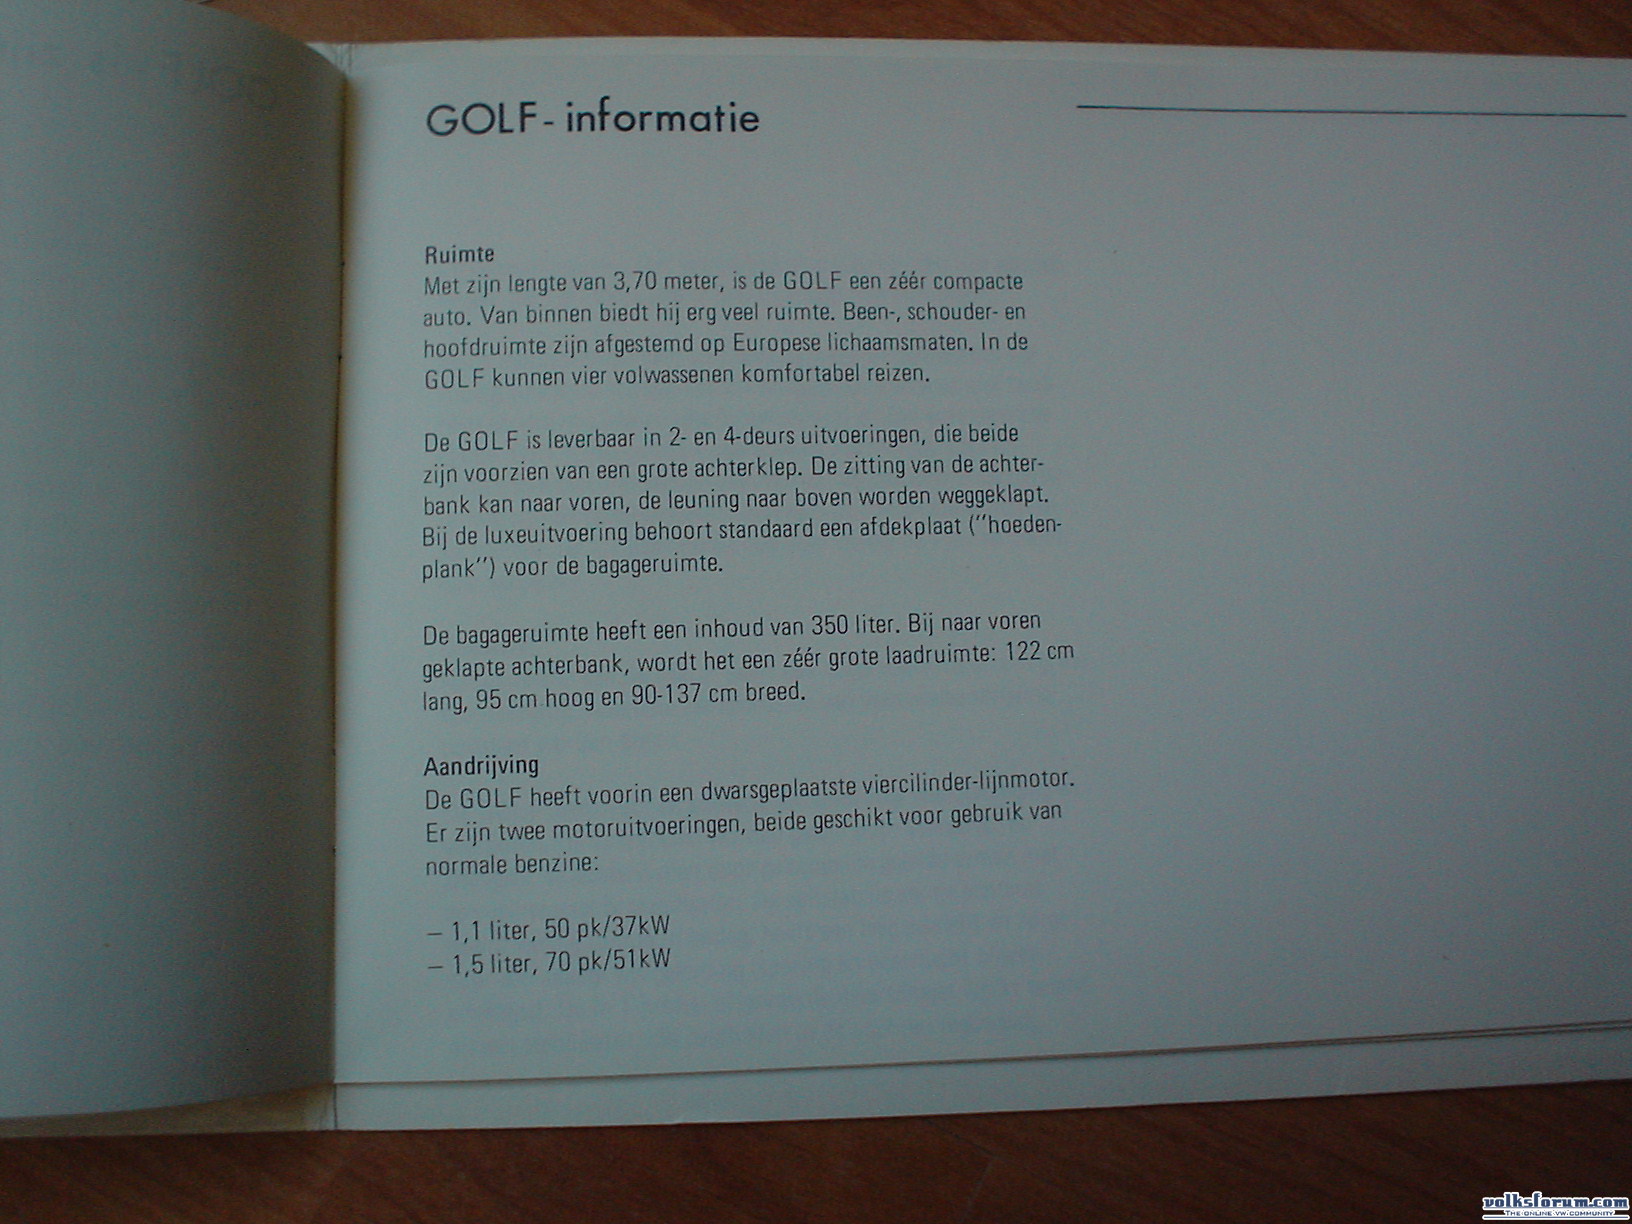 GOLF - informatie
Ruimte
Met zijn lengte van 3,70 meter, is de GOLF een zéér compacte
auto. Van binnen biedt hij erg veel ruimte. Been-, schouder- en
hoofdruimte zijn afgestemd op Europese lichaamsmaten. In de
GOLF kunnen vier volwassenen komfortabel reizen.
De GOLF is leverbaar in 2- en 4-deurs uitvoeringen, die beide
zijn voorzien van een grote achterklep. De zitting van de achter-
bank kan naar voren, de leuning naar boven worden weggeklapt.
Bij de luxeuitvoering behoort standaard een afdekplaat (''hoeden-
plank'') voor de bagageruimte.
De bagageruimte heeft een inhoud van 350 liter. Bij naar voren
geklapte achterbank, wordt het een zéér grote laadruimte: 122 cm
lang, 95 cm hoog en 90-137 cm breed.
Aandrijving
De GOLF heeft voorin een dwarsgeplaatste viercilinder-lijnmotor.
Er zijn twee motoruitvoeringen, beide geschikt voor gebruik van
normale benzine:
– 1,1 liter, 50 pk/37kW
– 1,5 liter, 70 pk/51kW
volksforum.com
THE-ONLINE-VW-COMMUNITY